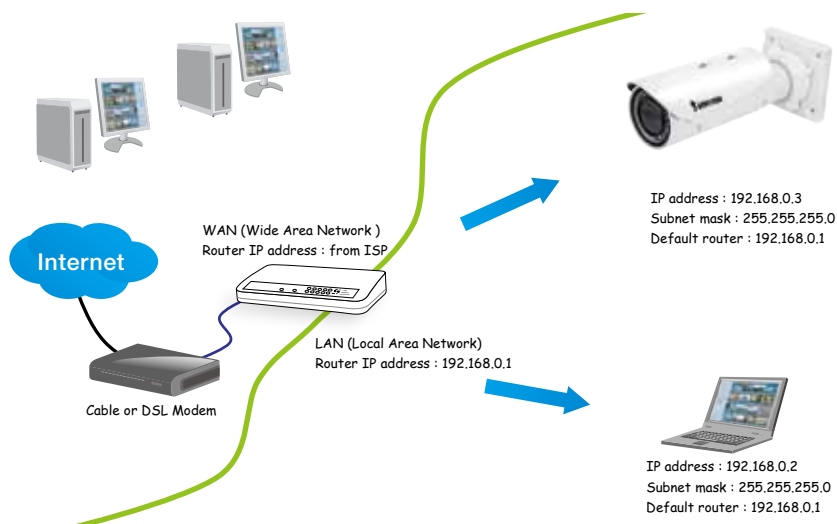 WAN (Wide Area Network )
Router IP address : from ISP
Internet
LAN (Local Area Network)
Router IP address : 192.168.0.1
Cable or DSL Modem
IP address : 192.168.0.3
Subnet mask : 255.255.255.0
Default router : 192.168.0.1
IP address : 192.168.0.2
Subnet mask : 255.255.255.0
Default router : 192.168.0.1